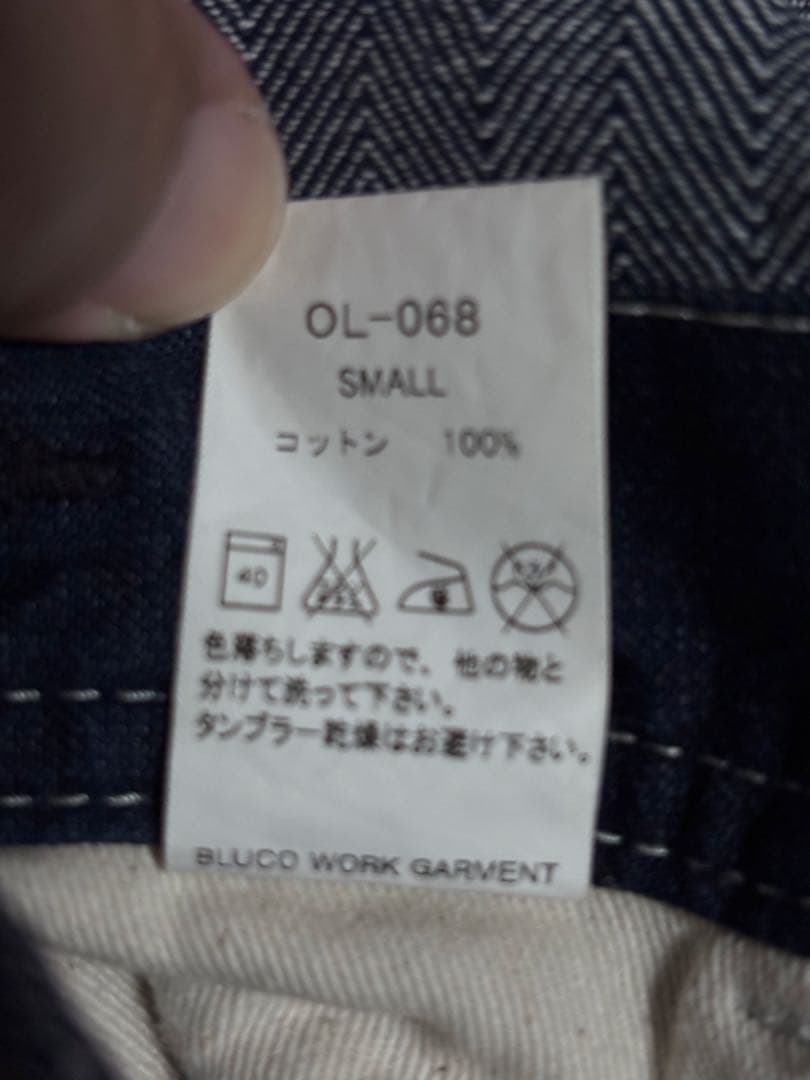 OL-068
SMALL
コットン 100%
40
色落ちしますので、他の物と
分けて洗って下さい。
タンブラー乾燥はお避け下さい。
BLUCO WORK GARMENT